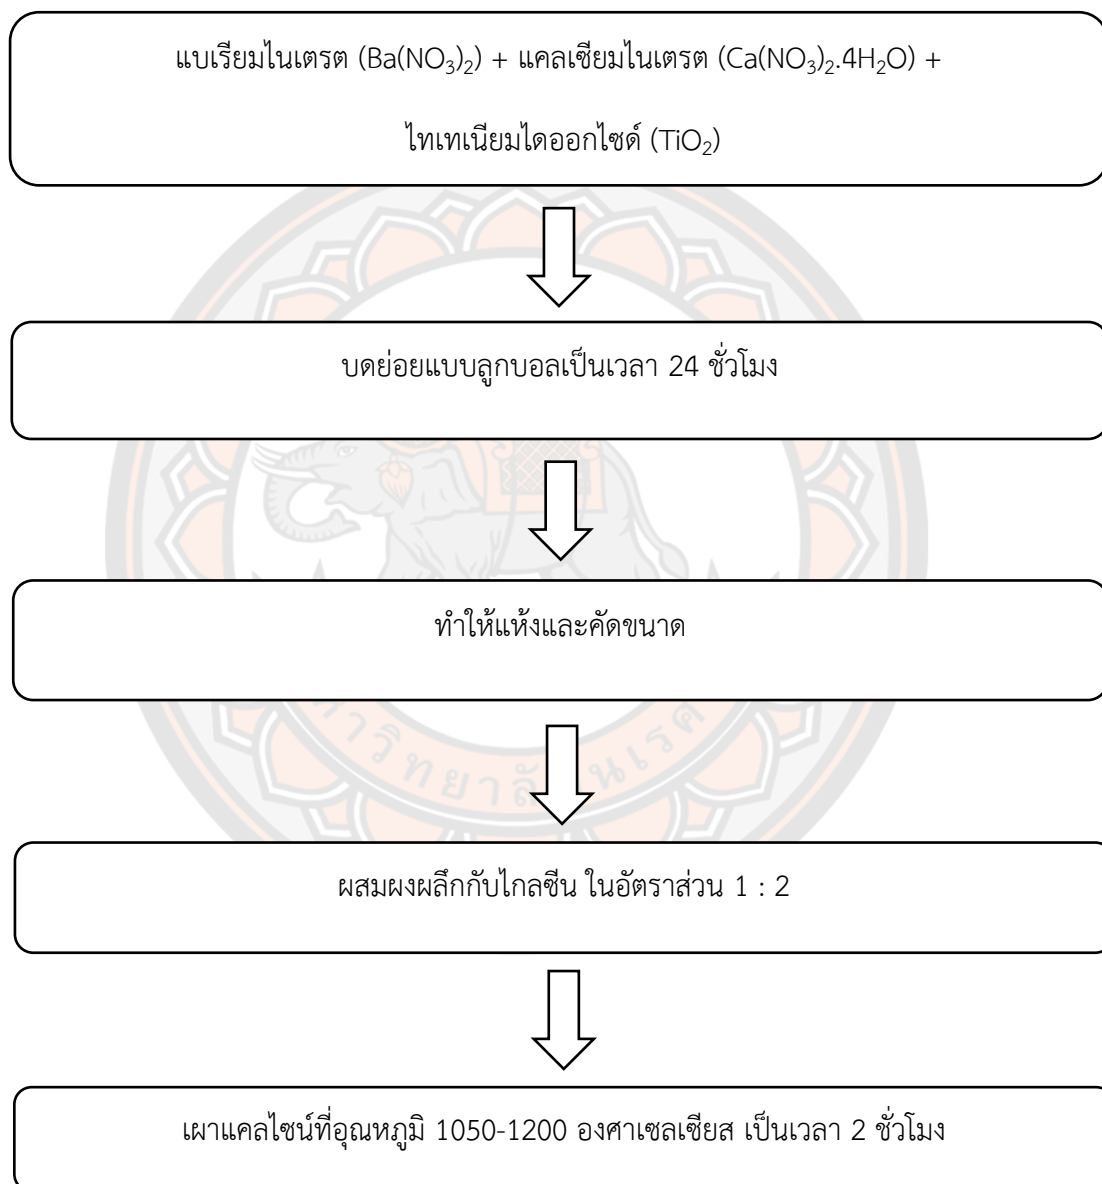 แบเรียมไนเตรต (Ba(NO₃)₂) + แคลเซียมไนเตรต (Ca(NO₃)₂.4H₂O) +
ไทเทเนียมไดออกไซด์ (TiO₂)
บดย่อยแบบลูกบอลเป็นเวลา 24 ชั่วโมง
ทำให้แห้งและคัดขนาด
ผสมผงผลึกกับไกลซีน ในอัตราส่วน 1 : 2
เผาแคลไซน์ที่อุณหภูมิ 1050-1200 องศาเซลเซียส เป็นเวลา 2 ชั่วโมง